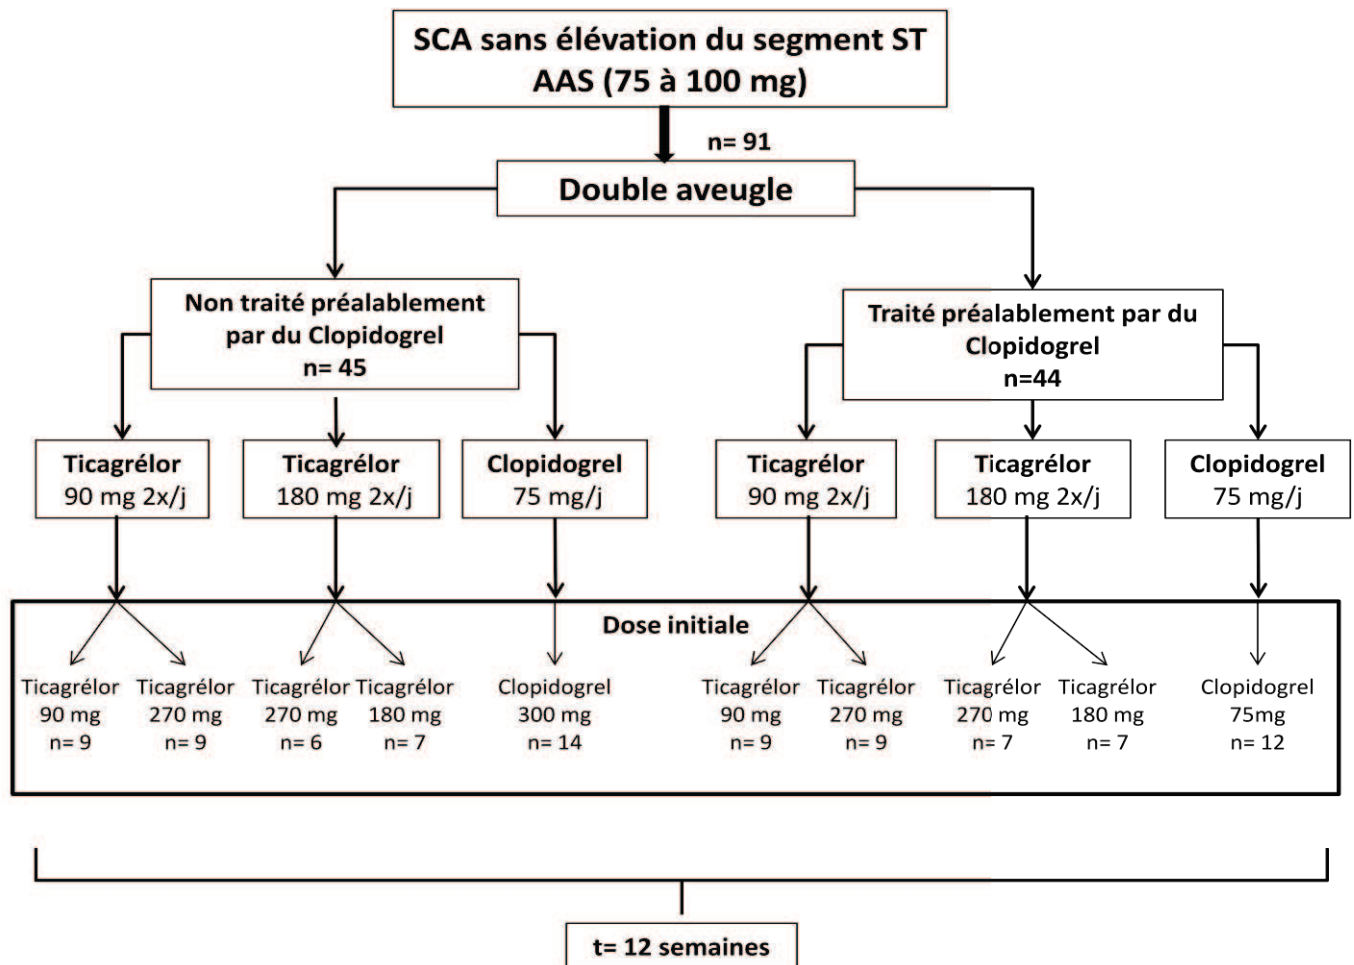 SCA sans élévation du segment ST
AAS (75 à 100 mg)
n= 91
Double aveugle
Non traité préalablement
par du Clopidogrel
n= 45
Traité préalablement par du
Clopidogrel
n=44
Ticagrélor
90 mg 2x/j
Ticagrélor
180 mg 2x/j
Clopidogrel
75 mg/j
Ticagrélor
90 mg 2x/j
Ticagrélor
180 mg 2x/j
Clopidogrel
75 mg/j
Dose initiale
Ticagrélor
90 mg
n= 9
Ticagrélor
270 mg
n= 9
Ticagrélor
270 mg
n= 6
Ticagrélor
180 mg
n= 7
Clopidogrel
300 mg
n= 14
Ticagrélor
90 mg
n= 9
Ticagrélor
270 mg
n= 9
Ticagrélor
270 mg
n= 7
Ticagrélor
180 mg
n= 7
Clopidogrel
75mg
n= 12
t= 12 semaines